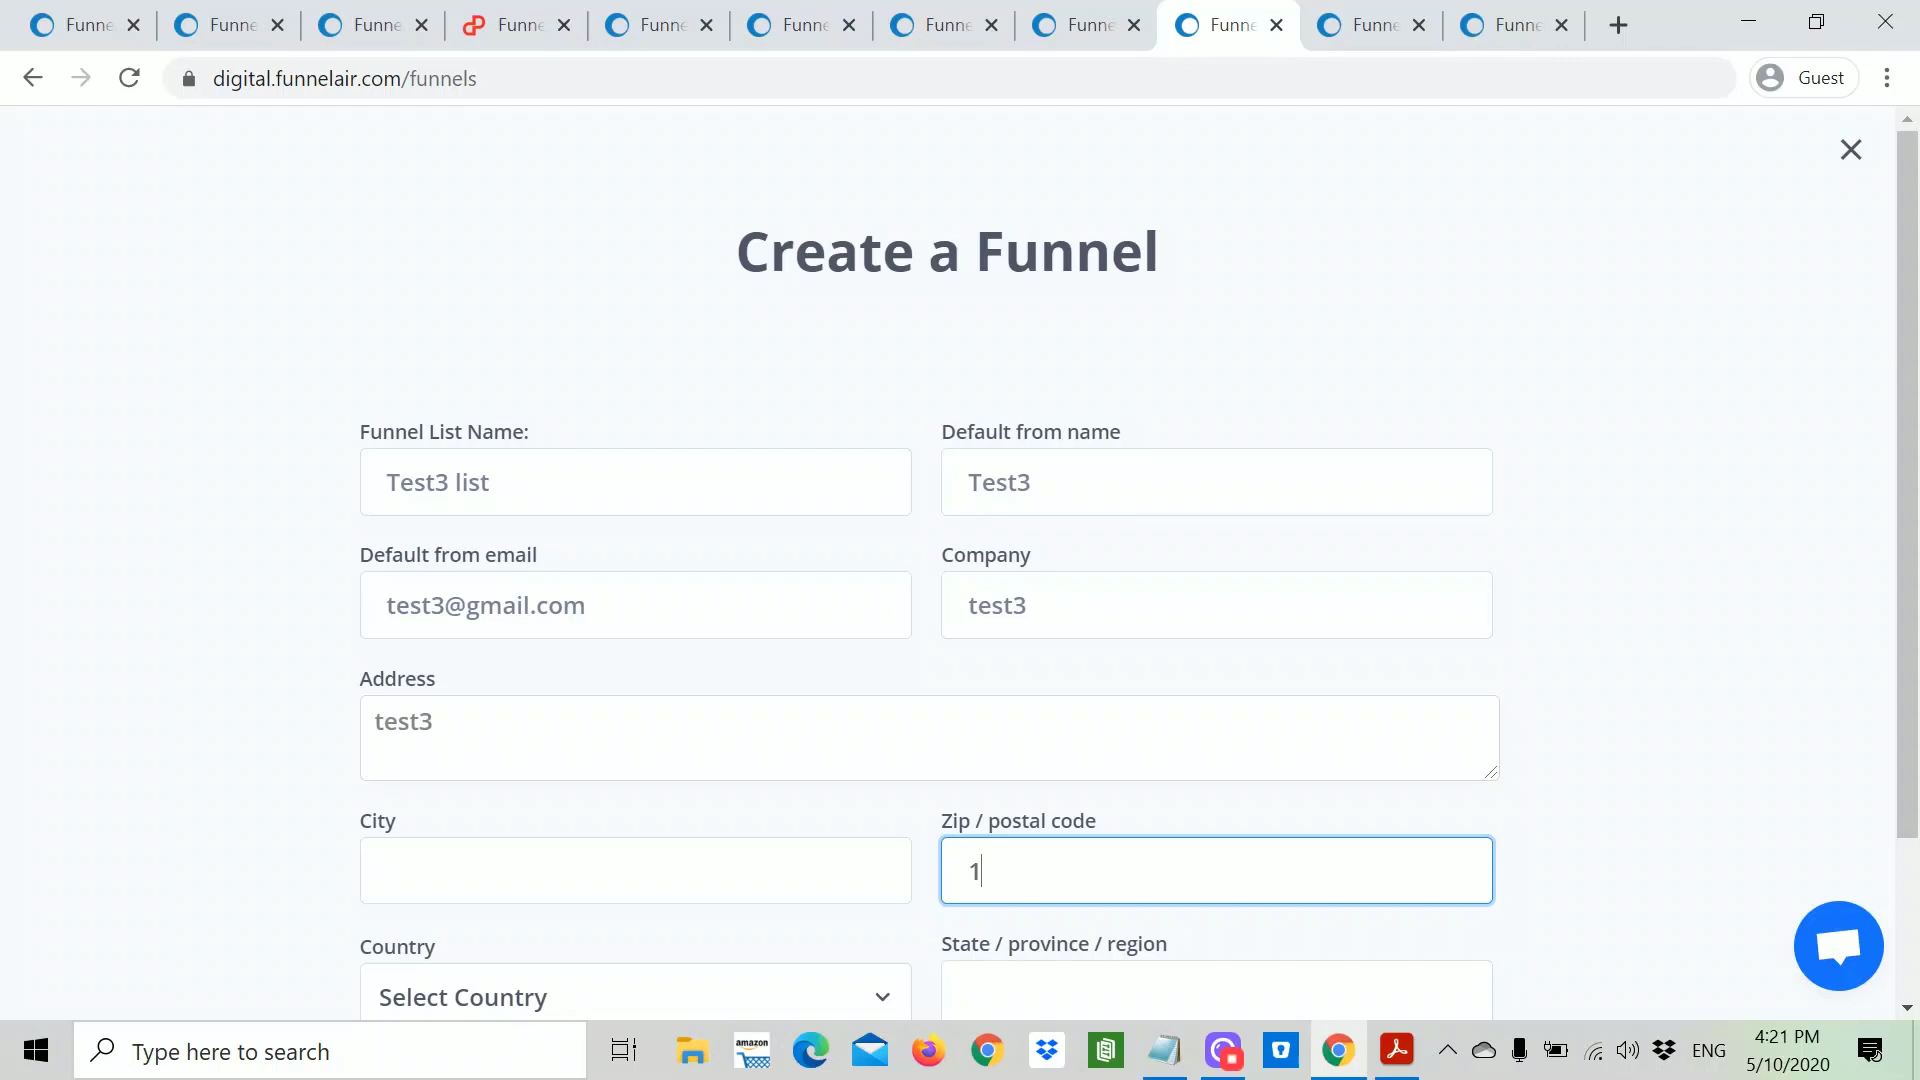 Funne Funne Funne Funne Funne Funne Funne Funne Funne Funne Funne
digital.funnelair.com/funnels
Guest
Create a Funnel
Funnel List Name:
Default from name
Test3 list
Test3
Default from email
Company
test3@gmail.com
test3
Address
test3
City
Zip / postal code
1
Country
State / province / region
Select Country
Type here to search
amazon
ENG
4:21 PM
5/10/2020